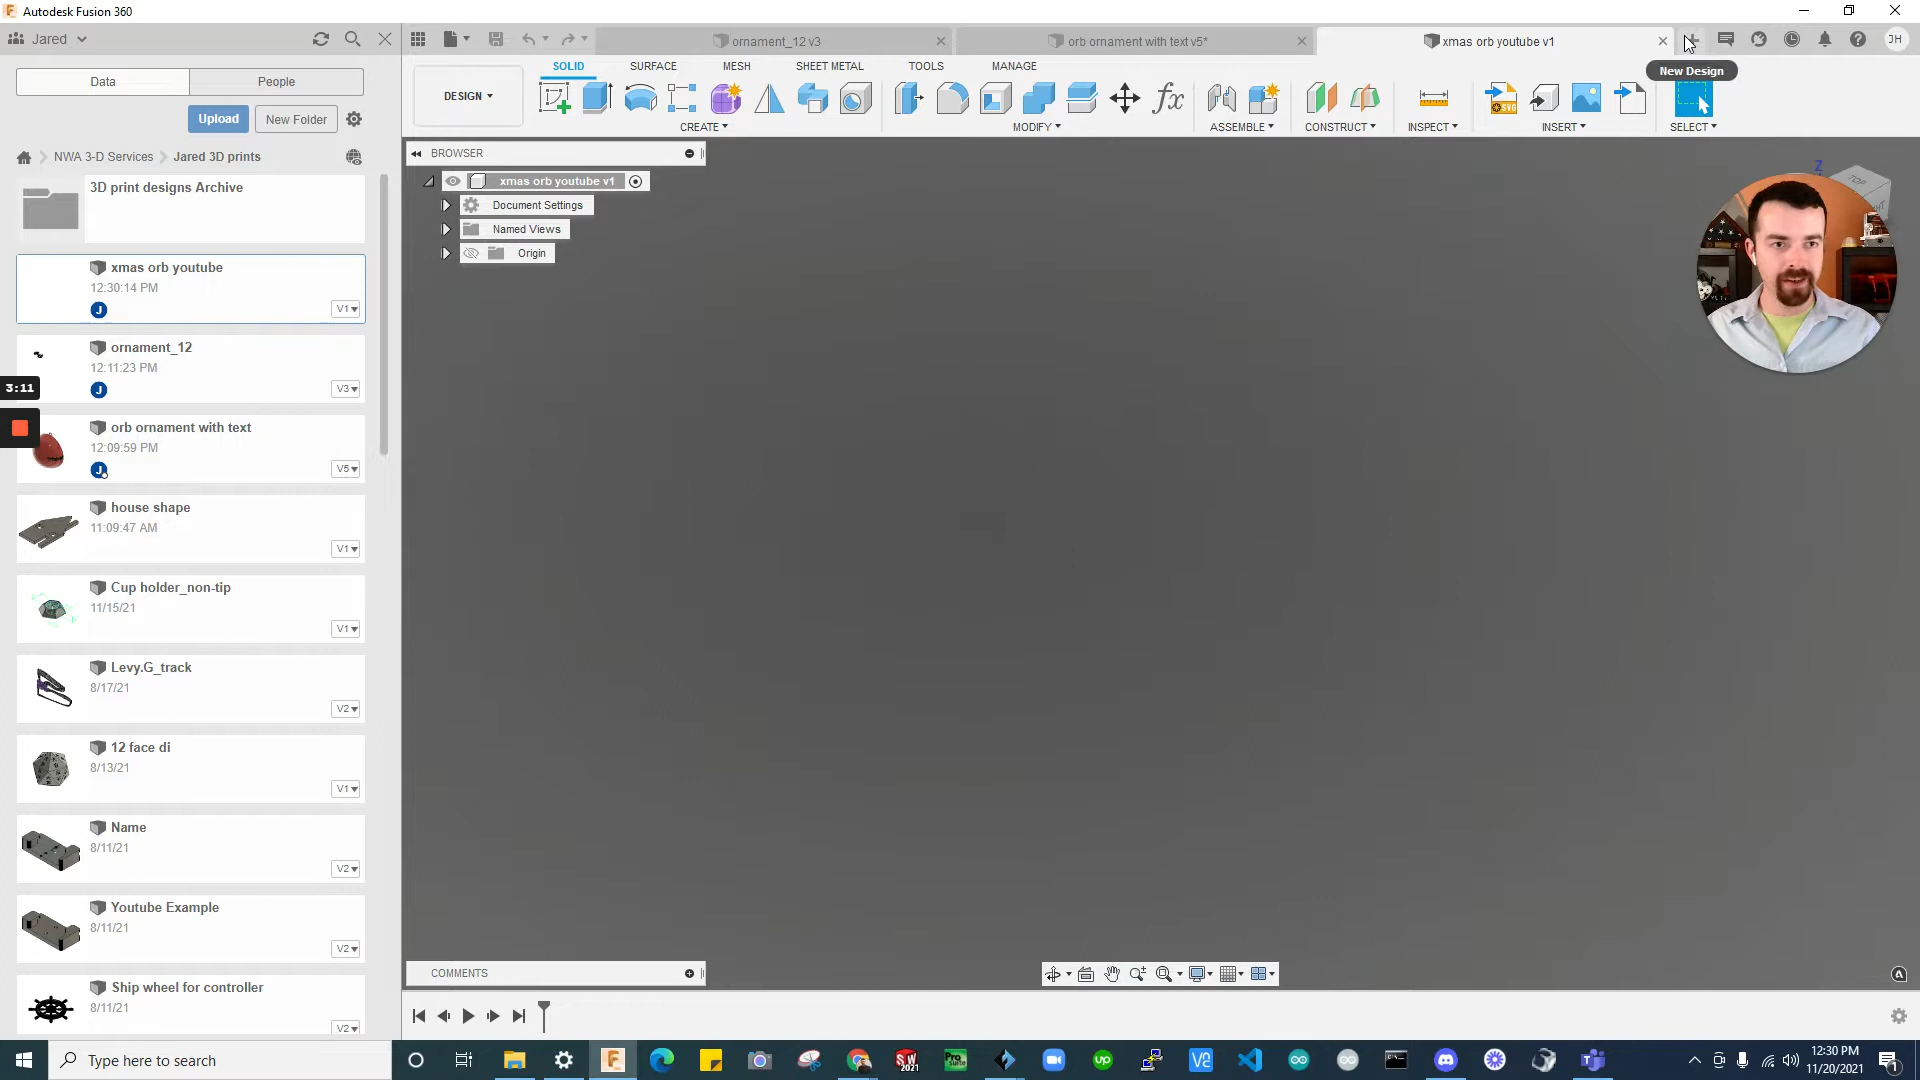 Autodesk Fusion 360
Jared
ornament_12 v3
orb ornament with text v5*
xmas orb youtube v1
JH
New Design
Data
People
SOLID
SURFACE
MESH
SHEET METAL
TOOLS
MANAGE
DESIGN
Upload
New Folder
CREATE
MODIFY
ASSEMBLE
CONSTRUCT
INSPECT
INSERT
SELECT
NWA 3-D Services
Jared 3D prints
BROWSER
xmas orb youtube v1
Document Settings
Named Views
Origin
Z
TOP
3D print designs Archive
xmas orb youtube
12:30:14 PM
J
V1
ornament_12
12:11:23 PM
J
V3
3:11
orb ornament with text
12:09:59 PM
J
V5
house shape
11:09:47 AM
V1
Cup holder_non-tip
11/15/21
V1
Levy.G_track
8/17/21
V2
12 face di
8/13/21
V1
Name
8/11/21
V2
Youtube Example
8/11/21
V2
Ship wheel for controller
8/11/21
V2
COMMENTS
Type here to search
12:30 PM
11/20/2021